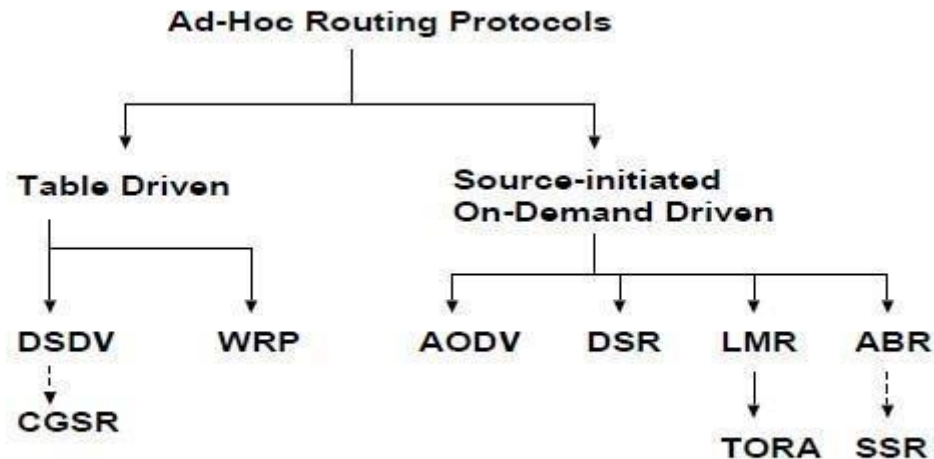 Ad-Hoc Routing Protocols
Table Driven
Source-initiated
On-Demand Driven
DSDV
WRP
AODV
DSR
LMR
ABR
CGSR
TORA
SSR